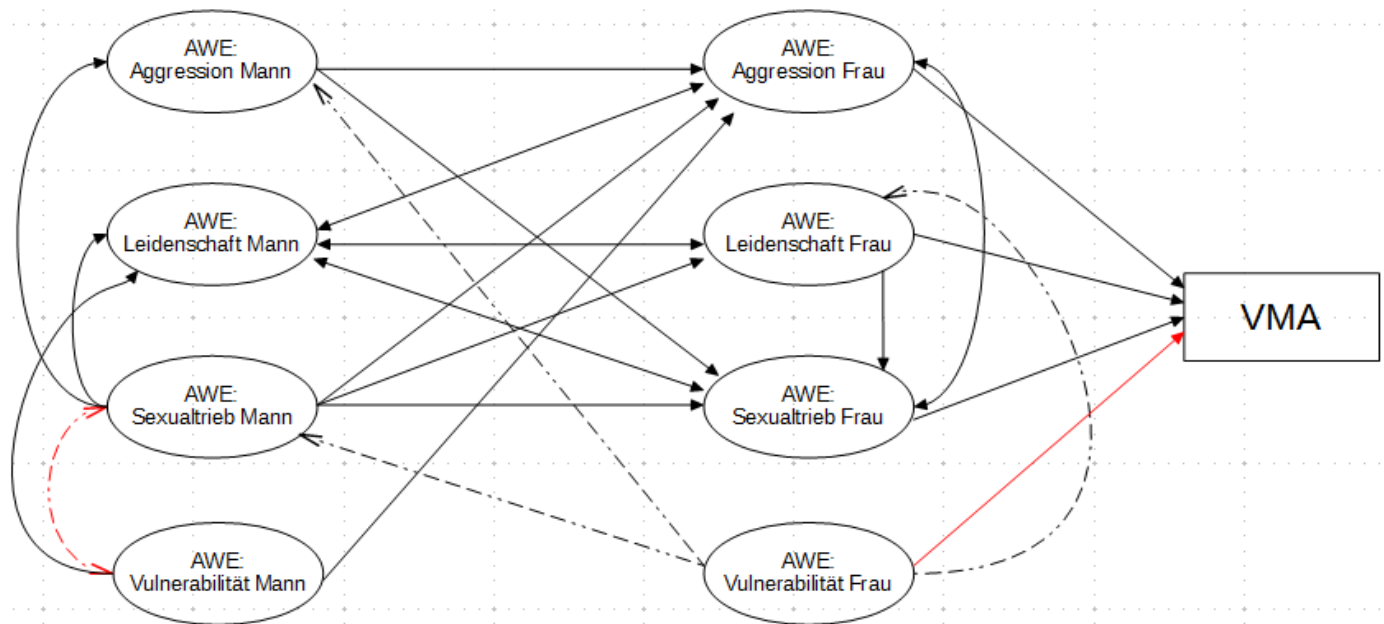 AWE:
Aggression Mann
AWE:
Aggression Frau
AWE:
Leidenschaft Mann
AWE:
Leidenschaft Frau
VMA
AWE:
Sexualtrieb Mann
AWE:
Sexualtrieb Frau
AWE:
Vulnerabilität Mann
AWE:
Vulnerabilität Frau